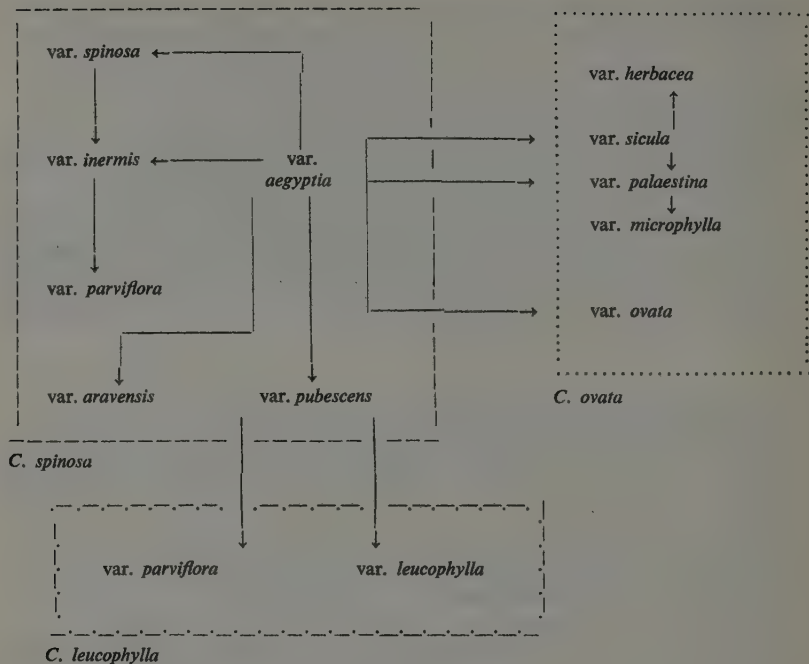 var. spinosa
var. herbacea
var. sicula
var. inermis
var.
aegyptia
var. palaestina
var. microphylla
var. parviflora
var. ovata
var. aravensis
var. pubescens
C. ovata
C. spinosa
var. parviflora
var. leucophylla
C. leucophylla